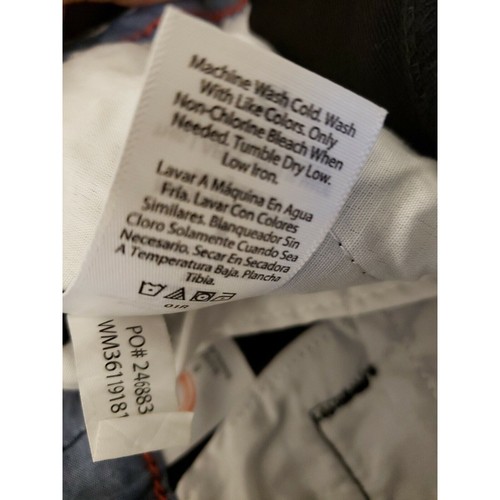 Machine Wash Cold. Wash
With Like Colors. Only
Non-Chlorine Bleach When
Needed. Tumble Dry Low.
Low Iron.
Lavar A Máquina En Agua
Fría. Lavar Con Colores
Similares. Blanqueador Sin
Cloro Solamente Cuando Sea
Necesario. Secar En Secadora
A Temperatura Baja. Plancha
Tibia.
PO# 246883
WM3611918